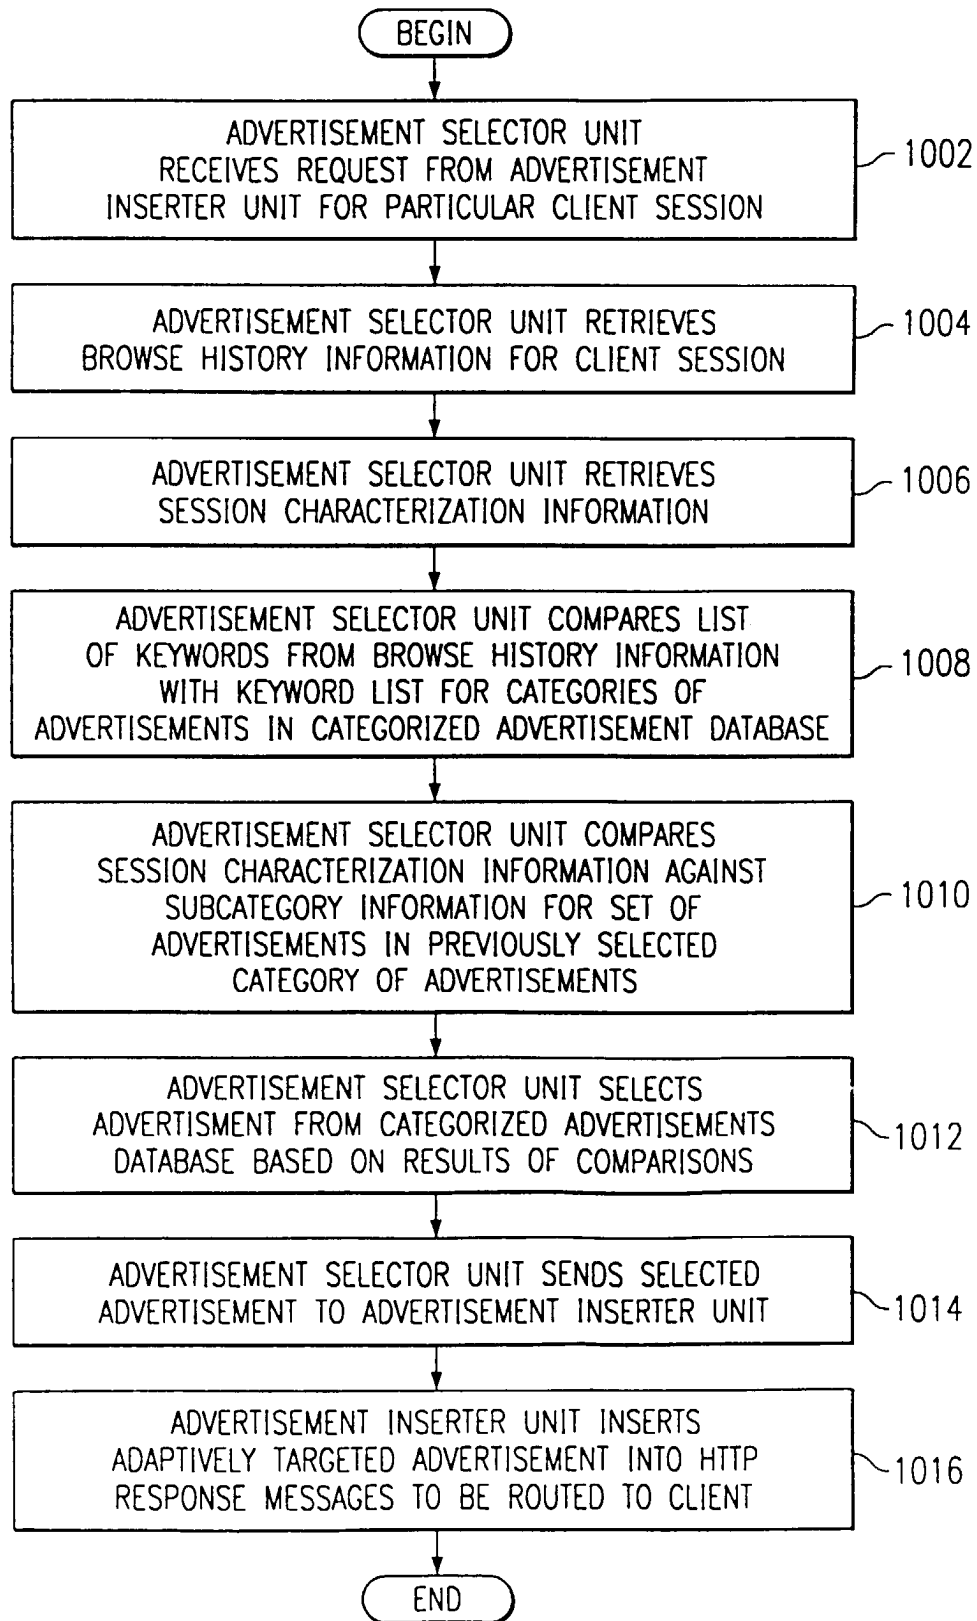 BEGIN
ADVERTISEMENT SELECTOR UNIT
RECEIVES REQUEST FROM ADVERTISEMENT
INSERTER UNIT FOR PARTICULAR CLIENT SESSION
1002
ADVERTISEMENT SELECTOR UNIT RETRIEVES
BROWSE HISTORY INFORMATION FOR CLIENT SESSION
1004
ADVERTISEMENT SELECTOR UNIT RETRIEVES
SESSION CHARACTERIZATION INFORMATION
1006
ADVERTISEMENT SELECTOR UNIT COMPARES LIST
OF KEYWORDS FROM BROWSE HISTORY INFORMATION
WITH KEYWORD LIST FOR CATEGORIES OF
ADVERTISEMENTS IN CATEGORIZED ADVERTISEMENT DATABASE
1008
ADVERTISEMENT SELECTOR UNIT COMPARES
SESSION CHARACTERIZATION INFORMATION AGAINST
SUBCATEGORY INFORMATION FOR SET OF
ADVERTISEMENTS IN PREVIOUSLY SELECTED
CATEGORY OF ADVERTISEMENTS
1010
ADVERTISEMENT SELECTOR UNIT SELECTS
ADVERTISMENT FROM CATEGORIZED ADVERTISEMENTS
DATABASE BASED ON RESULTS OF COMPARISONS
1012
ADVERTISEMENT SELECTOR UNIT SENDS SELECTED
ADVERTISEMENT TO ADVERTISEMENT INSERTER UNIT
1014
ADVERTISEMENT INSERTER UNIT INSERTS
ADAPTIVELY TARGETED ADVERTISEMENT INTO HTTP
RESPONSE MESSAGES TO BE ROUTED TO CLIENT
1016
END